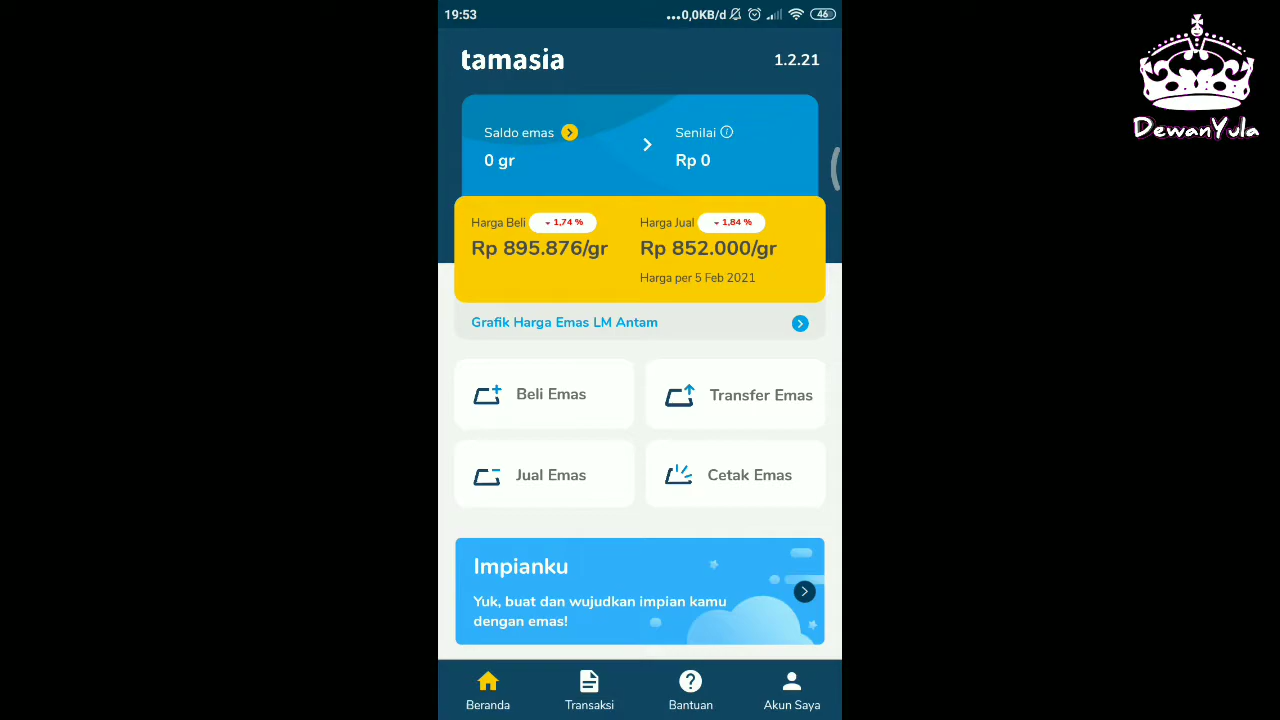 19:53
...0,0KB/d
46
tamasia
1.2.21
Saldo emas
Senilai
0 gr
Rp 0
Harga Beli
1,74 %
Harga Jual
1,84 %
Rp 895.876/gr
Rp 852.000/gr
Harga per 5 Feb 2021
Grafik Harga Emas LM Antam
Beli Emas
Transfer Emas
Jual Emas
Cetak Emas
Impianku
Yuk, buat dan wujudkan impian kamu
dengan emas!
Beranda
Transaksi
Bantuan
Akun Saya
DewanYula